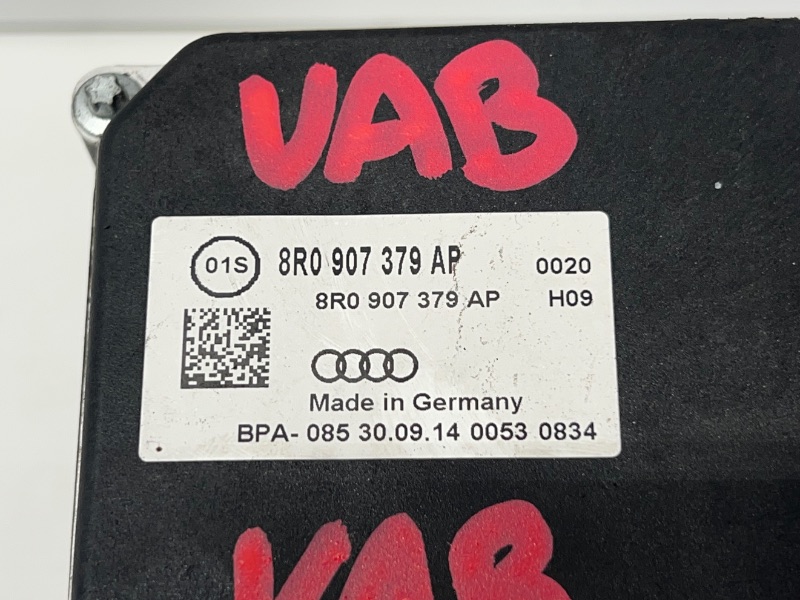 VAB
01S 8R0 907 379 AP 0020
8R0 907 379 AP H09
Made in Germany
BPA- 085 30.09.14 0053 0834
VAB